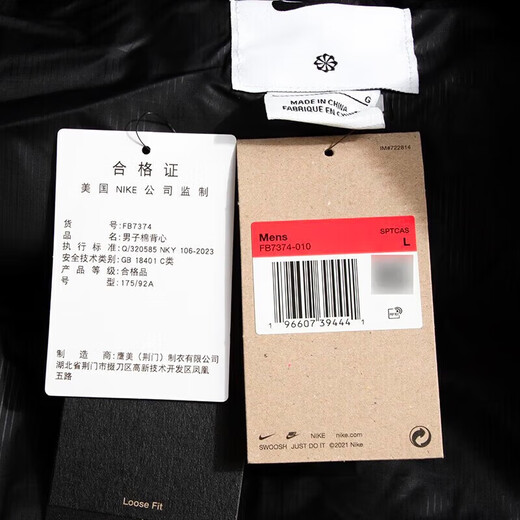 MADE IN CHINA
FABRIQUE EN CHINE
G
合格证
美国 NIKE 公司监制
货 号:FB7374
品 名:男子棉背心
执行标准:Q/320585 NKY 106-2023
安全技术类别:GB 18401 C类
产品等级:合格品
号 型:175/92A
制 造 商:鹰美（荆门）制衣有限公司
湖北省荆门市掇刀区高新技术开发区凤凰
五路
Loose Fit
IM#722814
Mens
FB7374-010
SPTCAS
L
1 96607 39444 1
NIKE www.nike.com
SWOOSH JUST DO IT ©2021 Nike